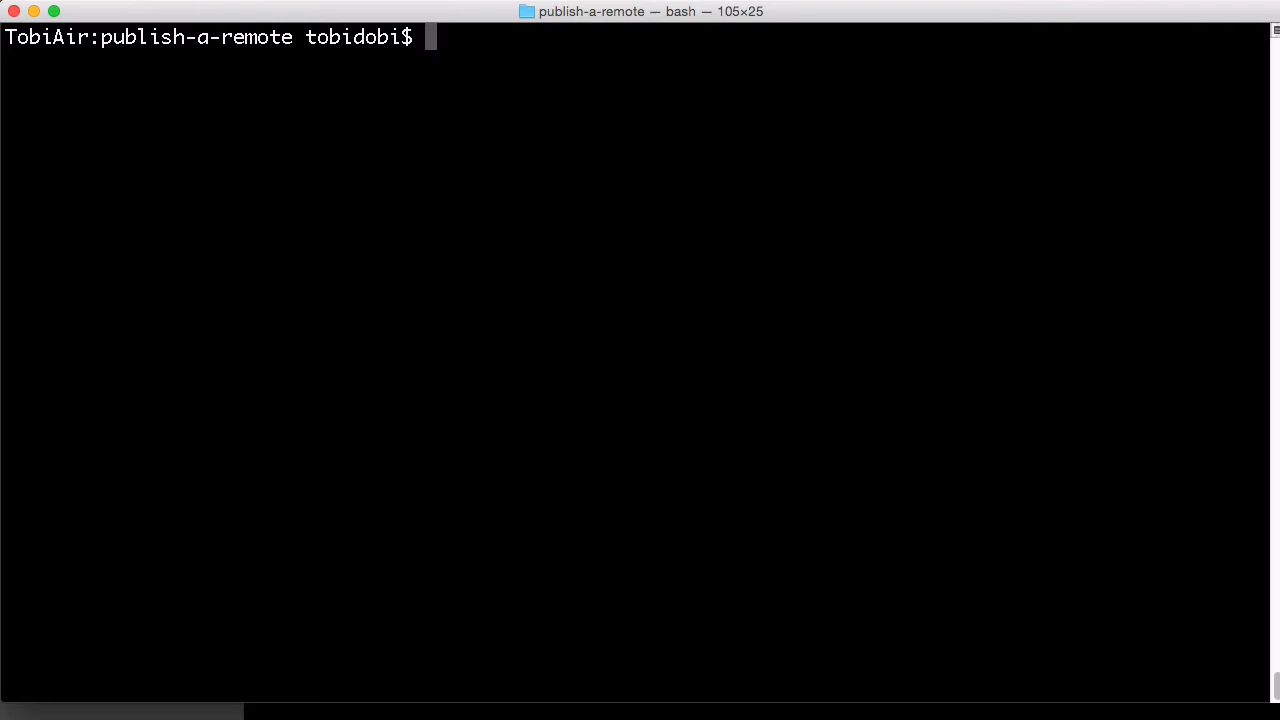 publish-a-remote — bash — 105×25
TobiAir:publish-a-remote tobidobi$